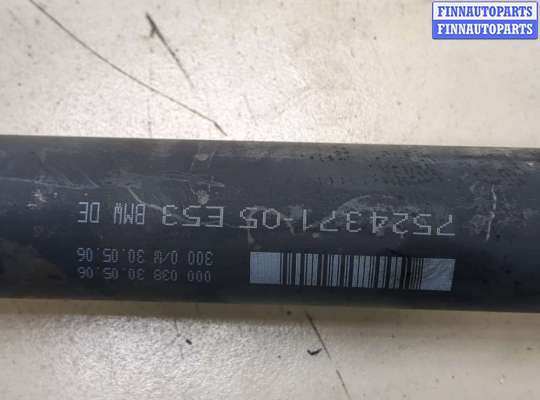 FINNAUTOPARTS
FINNAUTOPARTS
000 038 30.05.06
300 0/W 30.05.06
7524371-05 E53 BMW DE